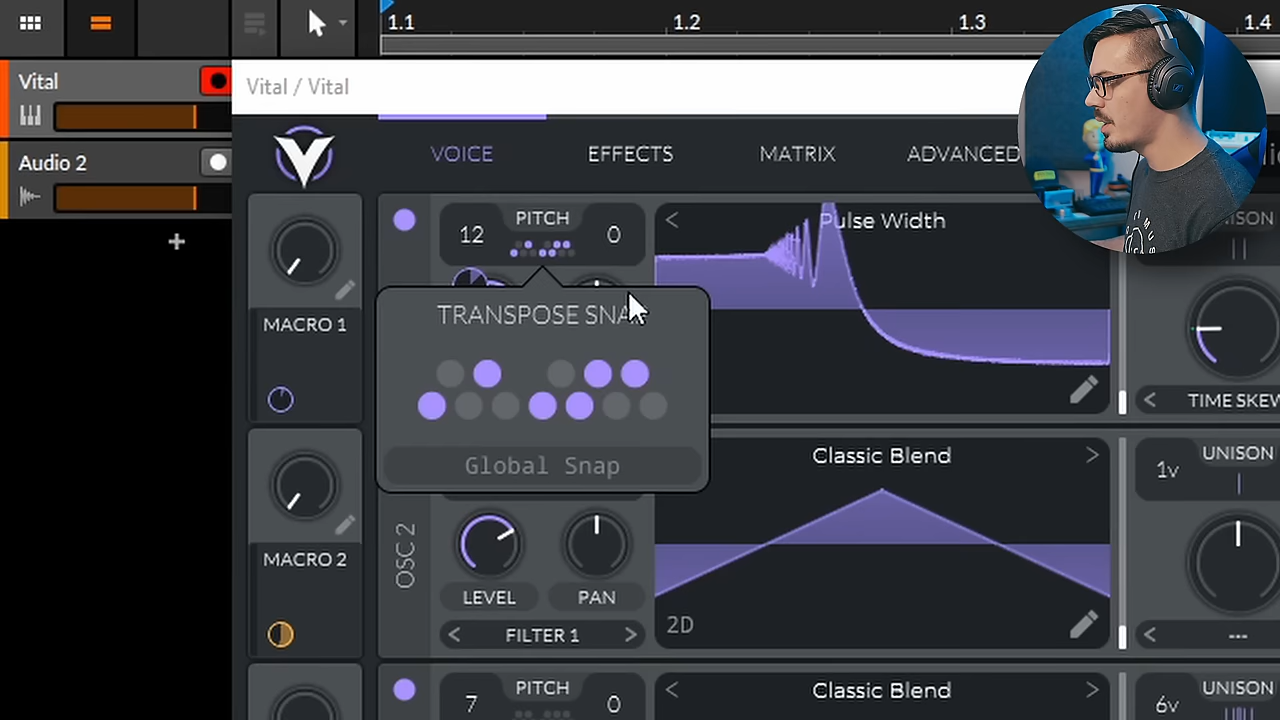 1.1
1.2
1.3
1.4
Vital
Vital / Vital
Audio 2
VOICE
EFFECTS
MATRIX
ADVANCED
PITCH
12
0
Pulse Width
MACRO 1
TRANSPOSE SNA
Global Snap
TIME SKEW
OSC 2
Classic Blend
1v
UNISON
MACRO 2
LEVEL
PAN
FILTER 1
2D
---
PITCH
7
0
Classic Blend
6v
UNISON